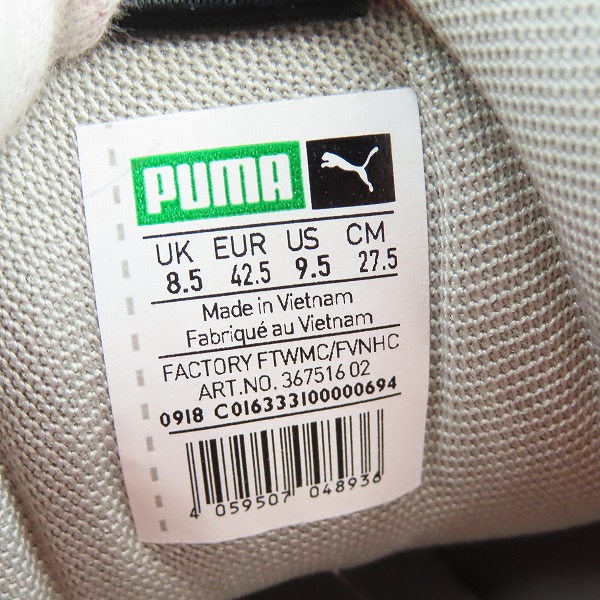 PUMA
UK EUR US CM
8.5 42.5 9.5 27.5
Made in Vietnam
Fabriqué au Vietnam
FACTORY FTWMC/FVNHC
ART.NO. 367516 02
0918 C016333100000694
4 059507 048936